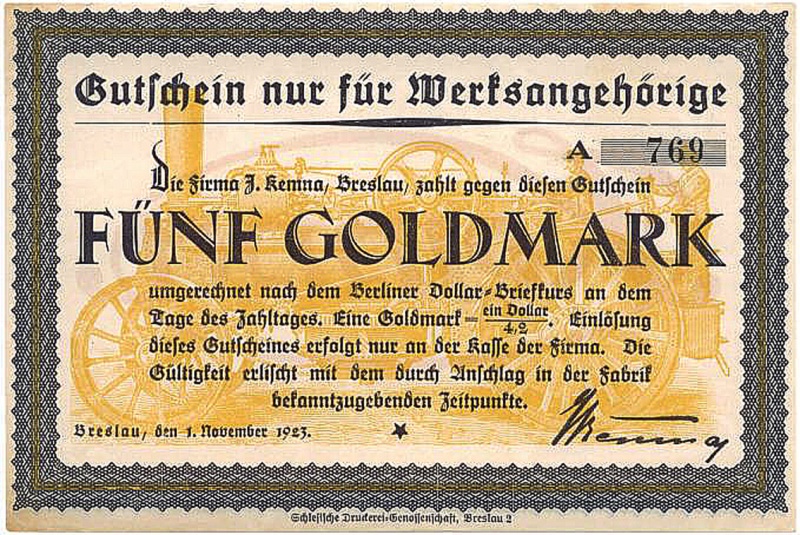 Gutschein nur für Werksangehörige
A 769
Die Firma J. Kemna, Breslau, zahlt gegen diesen Gutschein
FÜNF GOLDMARK
umgerechnet nach dem Berliner Dollar=Briefkurs an dem
Tage des Zahltages. Eine Goldmark = ein Dollar / 4,2. Einlösung
dieses Gutscheines erfolgt nur an der Kasse der Firma. Die
Gültigkeit erlischt mit dem durch Anschlag in der Fabrik
bekanntzugebenden Zeitpunkte.
Breslau, den 1. November 1923.
JKemna
Schlesische Druckerei=Genossenschaft, Breslau 2